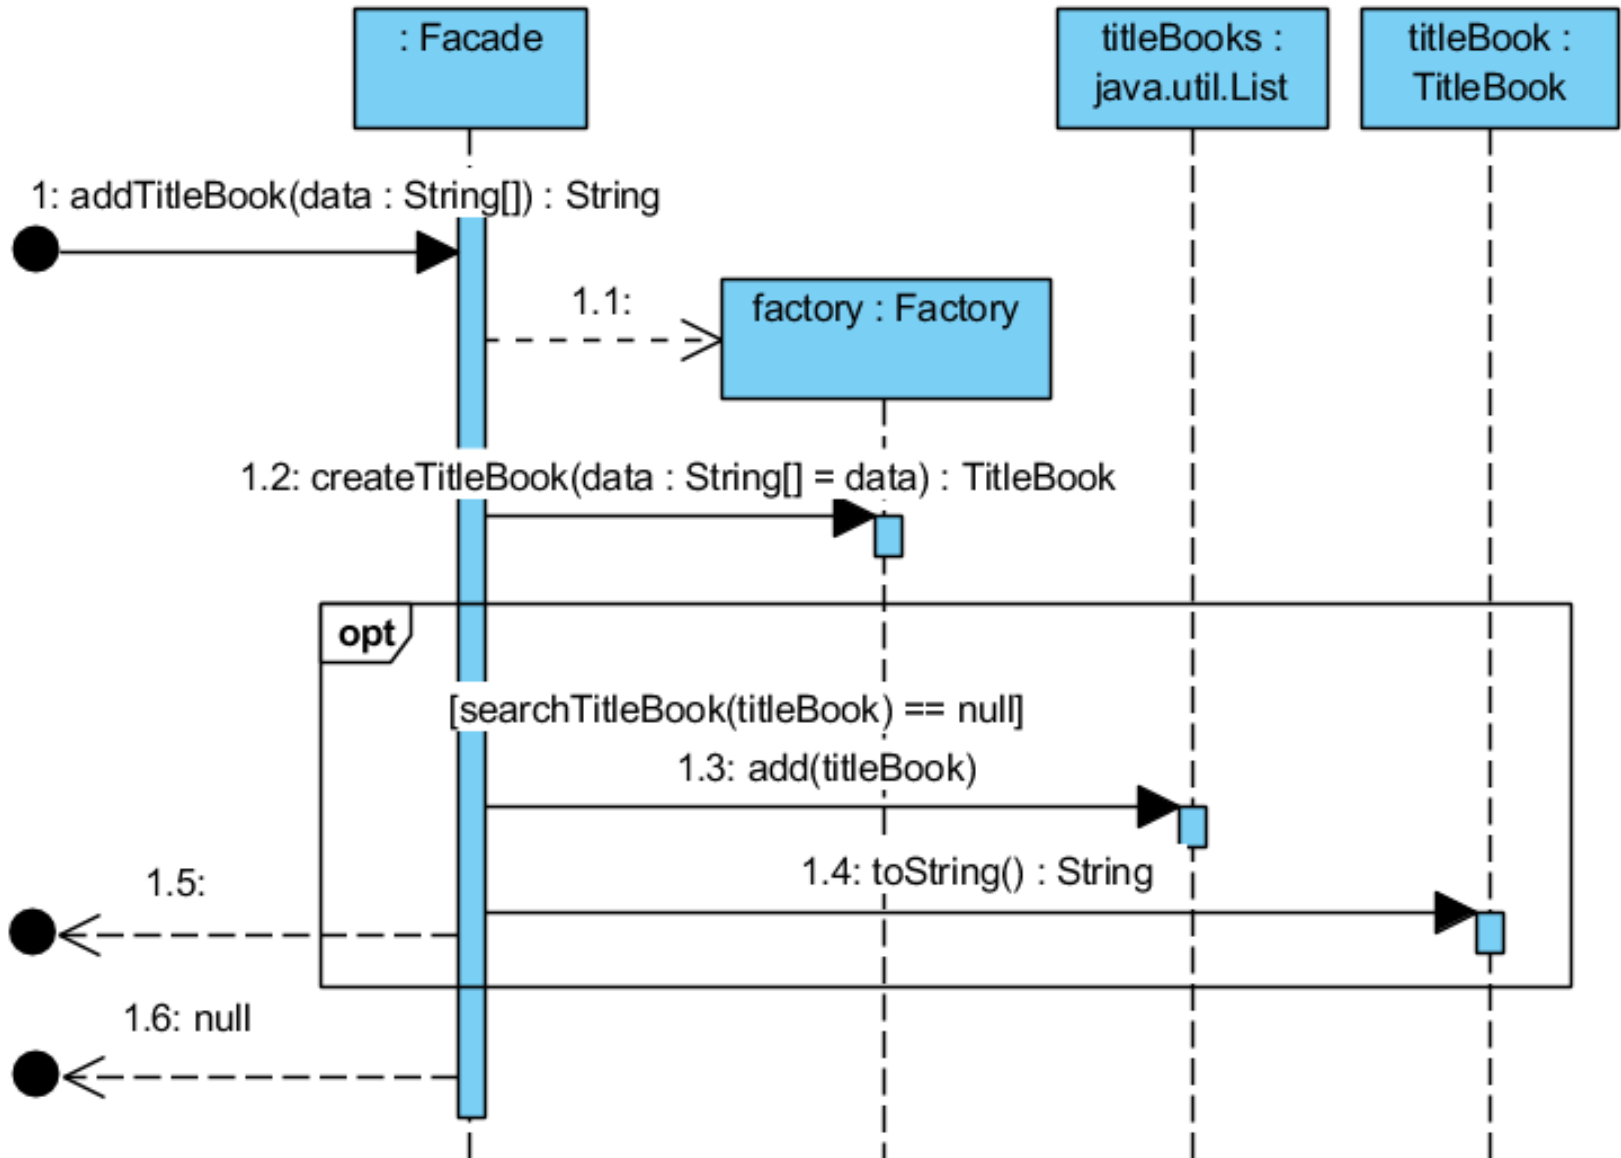 : Facade
titleBooks :
java.util.List
titleBook :
TitleBook
1: addTitleBook(data : String[]) : String
1.1:
factory : Factory
1.2: createTitleBook(data : String[] = data) : TitleBook
opt
[searchTitleBook(titleBook) == null]
1.3: add(titleBook)
1.4: toString() : String
1.5:
1.6: null